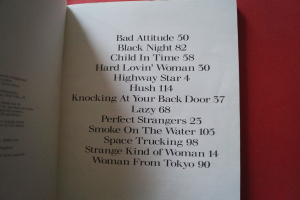 Bad Attitude 50
Black Night 82
Child In Time 58
Hard Lovin' Woman 30
Highway Star 4
Hush 114
Knocking At Your Back Door 37
Lazy 68
Perfect Strangers 23
Smoke On The Water 105
Space Trucking 98
Strange Kind of Woman 14
Woman From Tokyo 90